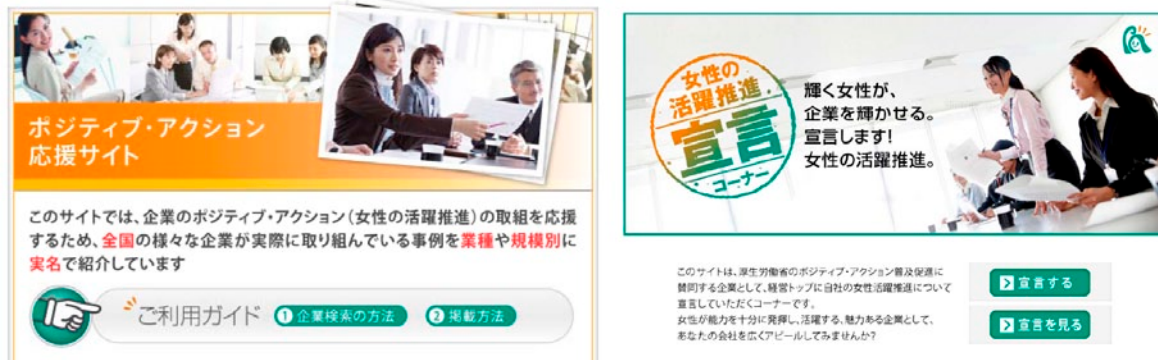 ポジティブ・アクション
応援サイト
このサイトでは、企業のポジティブ・アクション(女性の活躍推進)の取組を応援
するため、全国の様々な企業が実際に取り組んでいる事例を業種や規模別に
実名で紹介しています
ご利用ガイド 1 企業検索の方法 2 掲載方法
女性の
活躍推進
宣言
コーナー
輝く女性が、
企業を輝かせる。
宣言します!
女性の活躍推進。
このサイトは、厚生労働省のポジティブ・アクション普及促進に
賛同する企業として、経営トップに自社の女性活躍推進について
宣言していただくコーナーです。
女性が能力を十分に発揮し、活躍する、魅力ある企業として、
あなたの会社を広くアピールしてみませんか?
宣言する
宣言を見る